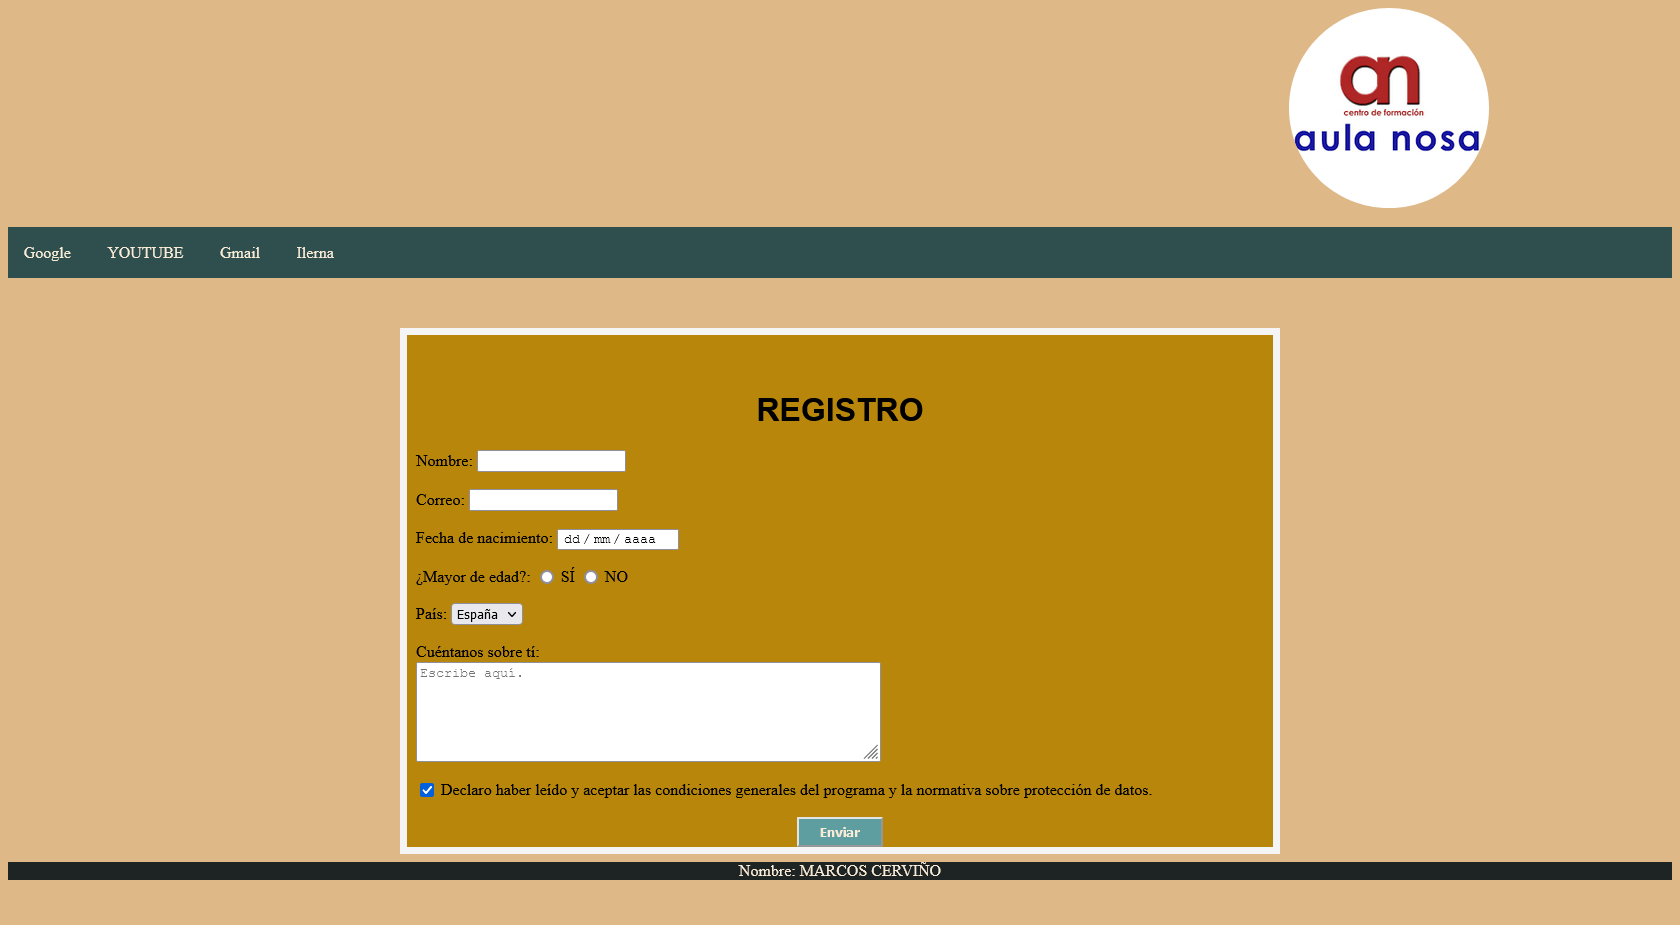 an
centro de formación
aula nosa
Google YOUTUBE Gmail Ilerna
REGISTRO
Nombre:
Correo:
Fecha de nacimiento: dd / mm / aaaa
¿Mayor de edad?: SÍ NO
País: España
Cuéntanos sobre tí:
Escribe aquí.
Declaro haber leído y aceptar las condiciones generales del programa y la normativa sobre protección de datos.
Enviar
Nombre: MARCOS CERVIÑO